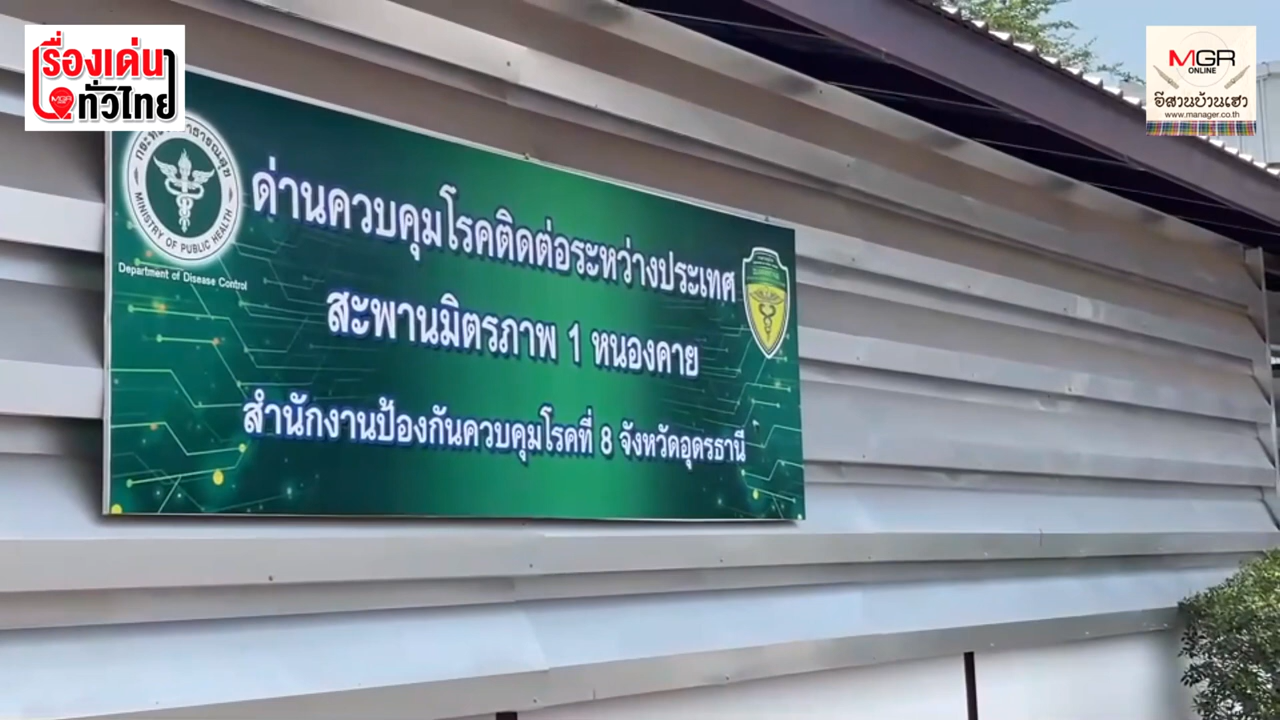 เรื่องเด่น
ทั่วไทย
MGR
MGR
ONLINE
อีสานบ้านเฮา
www.manager.co.th
MINISTRY OF PUBLIC HEALTH
Department of Disease Control
ด่านควบคุมโรคติดต่อระหว่างประเทศ
สะพานมิตรภาพ 1 หนองคาย
สำนักงานป้องกันควบคุมโรคที่ 8 จังหวัดอุดรธานี